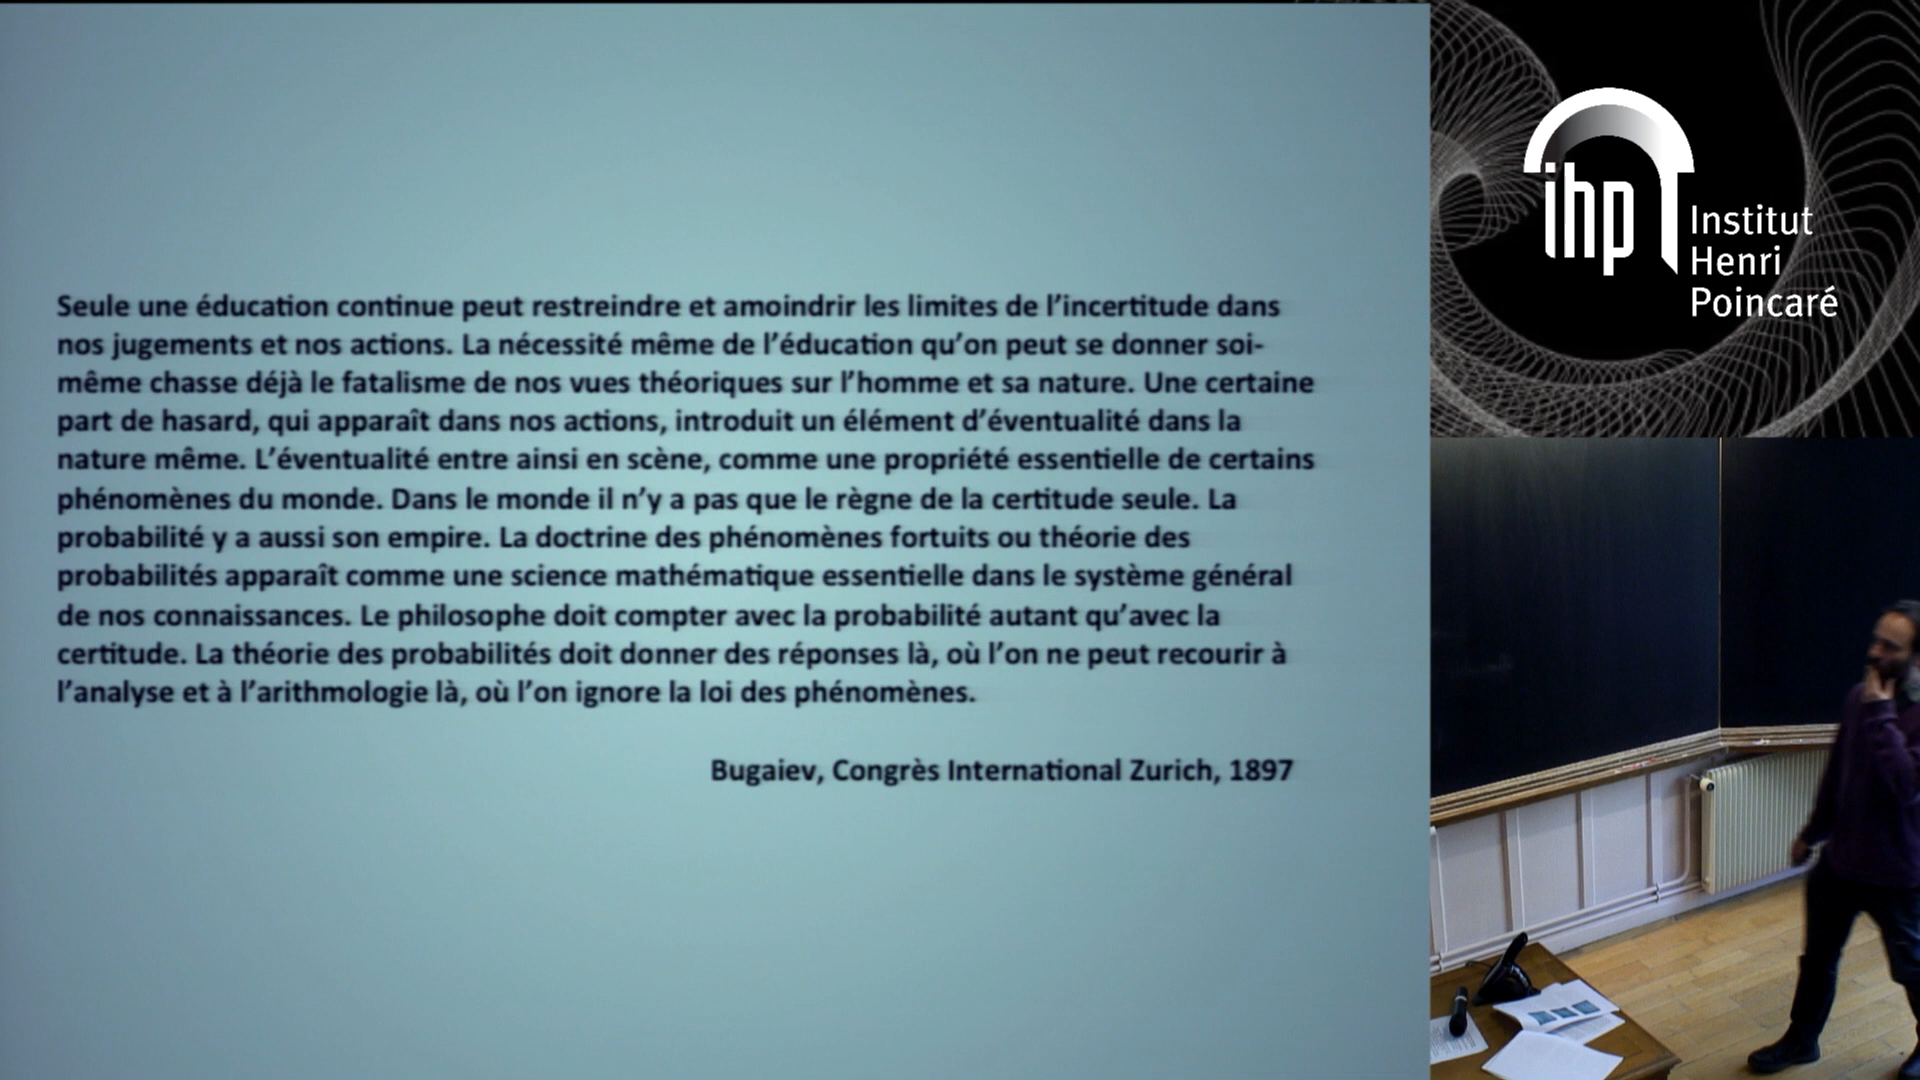 Seule une éducation continue peut restreindre et amoindrir les limites de l’incertitude dans
nos jugements et nos actions. La nécessité même de l’éducation qu’on peut se donner soi-
même chasse déjà le fatalisme de nos vues théoriques sur l’homme et sa nature. Une certaine
part de hasard, qui apparaît dans nos actions, introduit un élément d’éventualité dans la
nature même. L’éventualité entre ainsi en scène, comme une propriété essentielle de certains
phénomènes du monde. Dans le monde il n’y a pas que le règne de la certitude seule. La
probabilité y a aussi son empire. La doctrine des phénomènes fortuits ou théorie des
probabilités apparaît comme une science mathématique essentielle dans le système général
de nos connaissances. Le philosophe doit compter avec la probabilité autant qu’avec la
certitude. La théorie des probabilités doit donner des réponses là, où l’on ne peut recourir à
l’analyse et à l’arithmologie là, où l’on ignore la loi des phénomènes.
Bugaiev, Congrès International Zurich, 1897
ihp
Institut
Henri
Poincaré